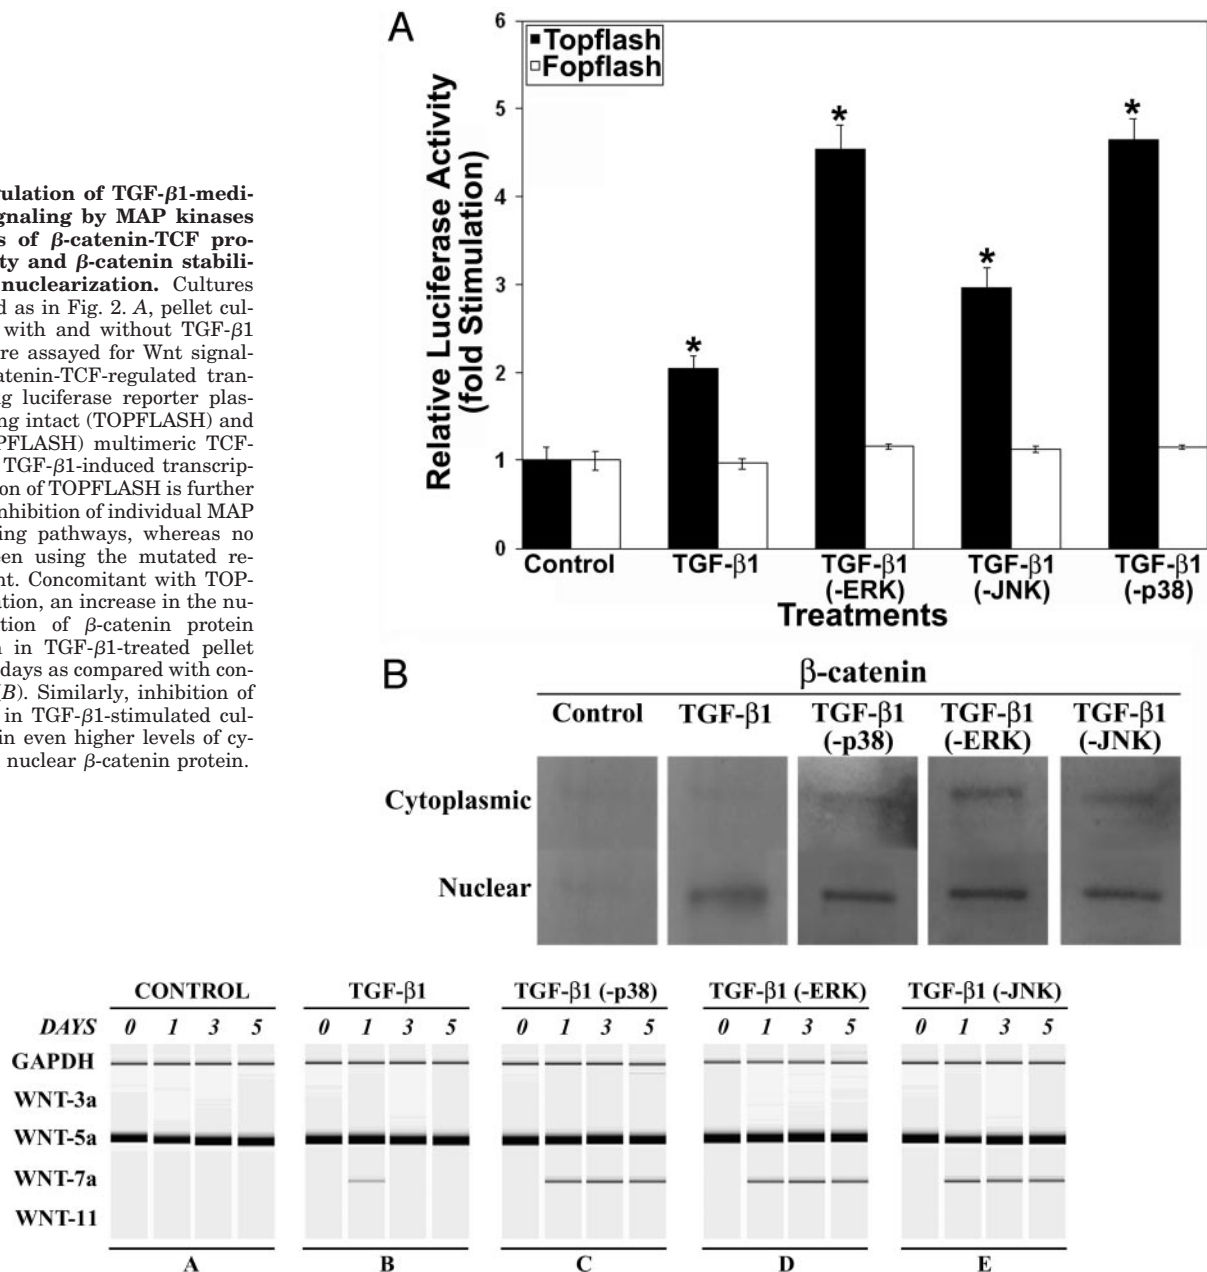 gulation of TGF-β1-medi-
gnaling by MAP kinases
s of β-catenin-TCF pro-
ty and β-catenin stabili-
nuclearization. Cultures
d as in Fig. 2. A, pellet cul-
with and without TGF-β1
re assayed for Wnt signal-
atenin-TCF-regulated tran-
g luciferase reporter plas-
ng intact (TOPFLASH) and
OPFLASH) multimeric TCF-
TGF-β1-induced transcrip-
on of TOPFLASH is further
nhibition of individual MAP
ing pathways, whereas no
een using the mutated re-
nt. Concomitant with TOP-
ation, an increase in the nu-
tion of β-catenin protein
n in TGF-β1-treated pellet
days as compared with con-
(B). Similarly, inhibition of
in TGF-β1-stimulated cul-
in even higher levels of cy-
nuclear β-catenin protein.
A
Topflash
Fopflash
Relative Luciferase Activity
(fold Stimulation)
6
5
4
3
2
1
0
* * * *
Control TGF-β1 TGF-β1 (-ERK) TGF-β1 (-JNK) TGF-β1 (-p38)
Treatments
B
β-catenin
Control TGF-β1 TGF-β1 (-p38) TGF-β1 (-ERK) TGF-β1 (-JNK)
Cytoplasmic
Nuclear
CONTROL TGF-β1 TGF-β1 (-p38) TGF-β1 (-ERK) TGF-β1 (-JNK)
DAYS 0 1 3 5 0 1 3 5 0 1 3 5 0 1 3 5 0 1 3 5
GAPDH
WNT-3a
WNT-5a
WNT-7a
WNT-11
A B C D E